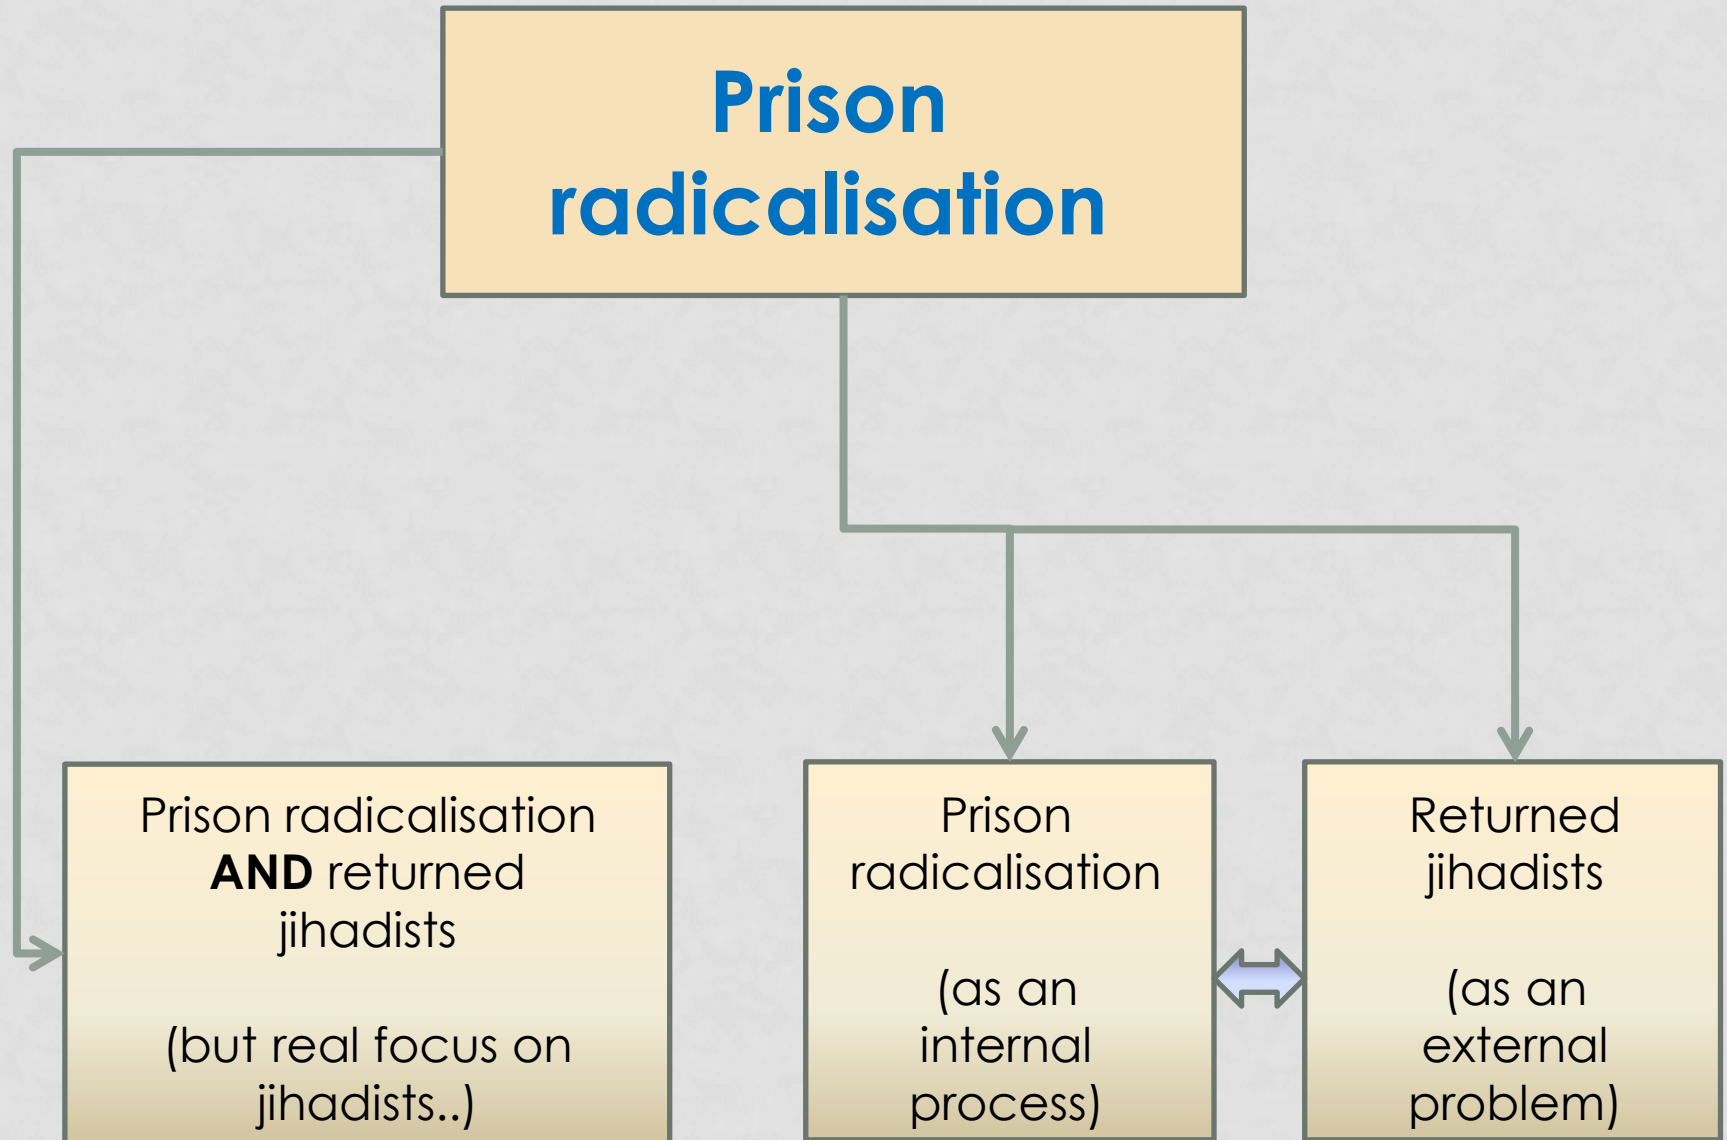 Prison
radicalisation
Prison radicalisation
AND returned
jihadists
(but real focus on
jihadists..)
Prison
radicalisation
(as an
internal
process)
Returned
jihadists
(as an
external
problem)